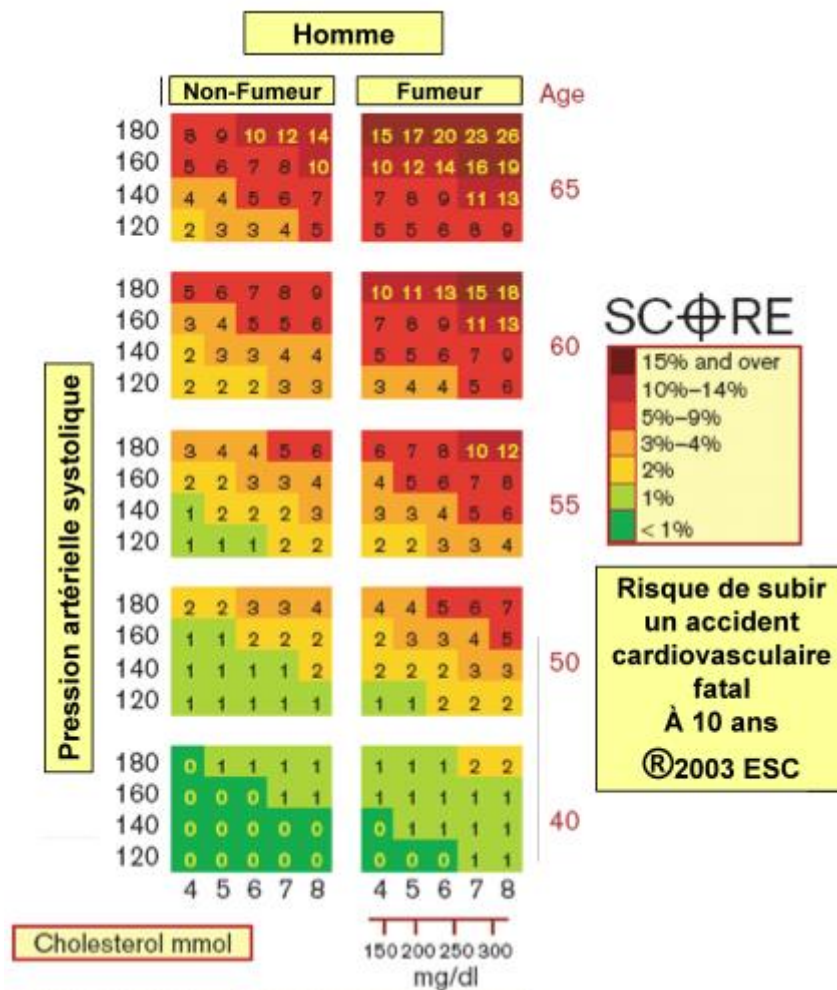 Homme
Non-Fumeur Fumeur Age
180 8 9 10 12 14 15 17 20 23 26
160 5 6 7 8 10 10 12 14 16 19
65
140 4 4 5 6 7 7 8 9 11 13
120 2 3 3 4 5 5 5 6 8 9
180 5 6 7 8 9 10 11 13 15 18
160 3 4 5 5 6 7 8 9 11 13
60
140 2 3 3 4 4 5 5 6 7 9
120 2 2 2 3 3 3 4 4 5 6
180 3 4 4 5 6 6 7 8 10 12
160 2 2 3 3 4 4 5 6 7 8
55
140 1 2 2 2 3 3 3 4 5 6
120 1 1 1 2 2 2 2 3 3 4
180 2 2 3 3 4 4 4 5 6 7
160 1 1 2 2 2 2 3 3 4 5
50
140 1 1 1 1 2 2 2 2 3 3
120 1 1 1 1 1 1 1 2 2 2
180 0 1 1 1 1 1 1 1 2 2
160 0 0 0 1 1 1 1 1 1 1
40
140 0 0 0 0 0 0 1 1 1 1
120 0 0 0 0 0 0 0 0 1 1
4 5 6 7 8 4 5 6 7 8
Cholesterol mmol
150 200 250 300
mg/dl
Pression artérielle systolique
SCORE
15% and over
10%–14%
5%–9%
3%–4%
2%
1%
< 1%
Risque de subir
un accident
cardiovasculaire
fatal
À 10 ans
®2003 ESC